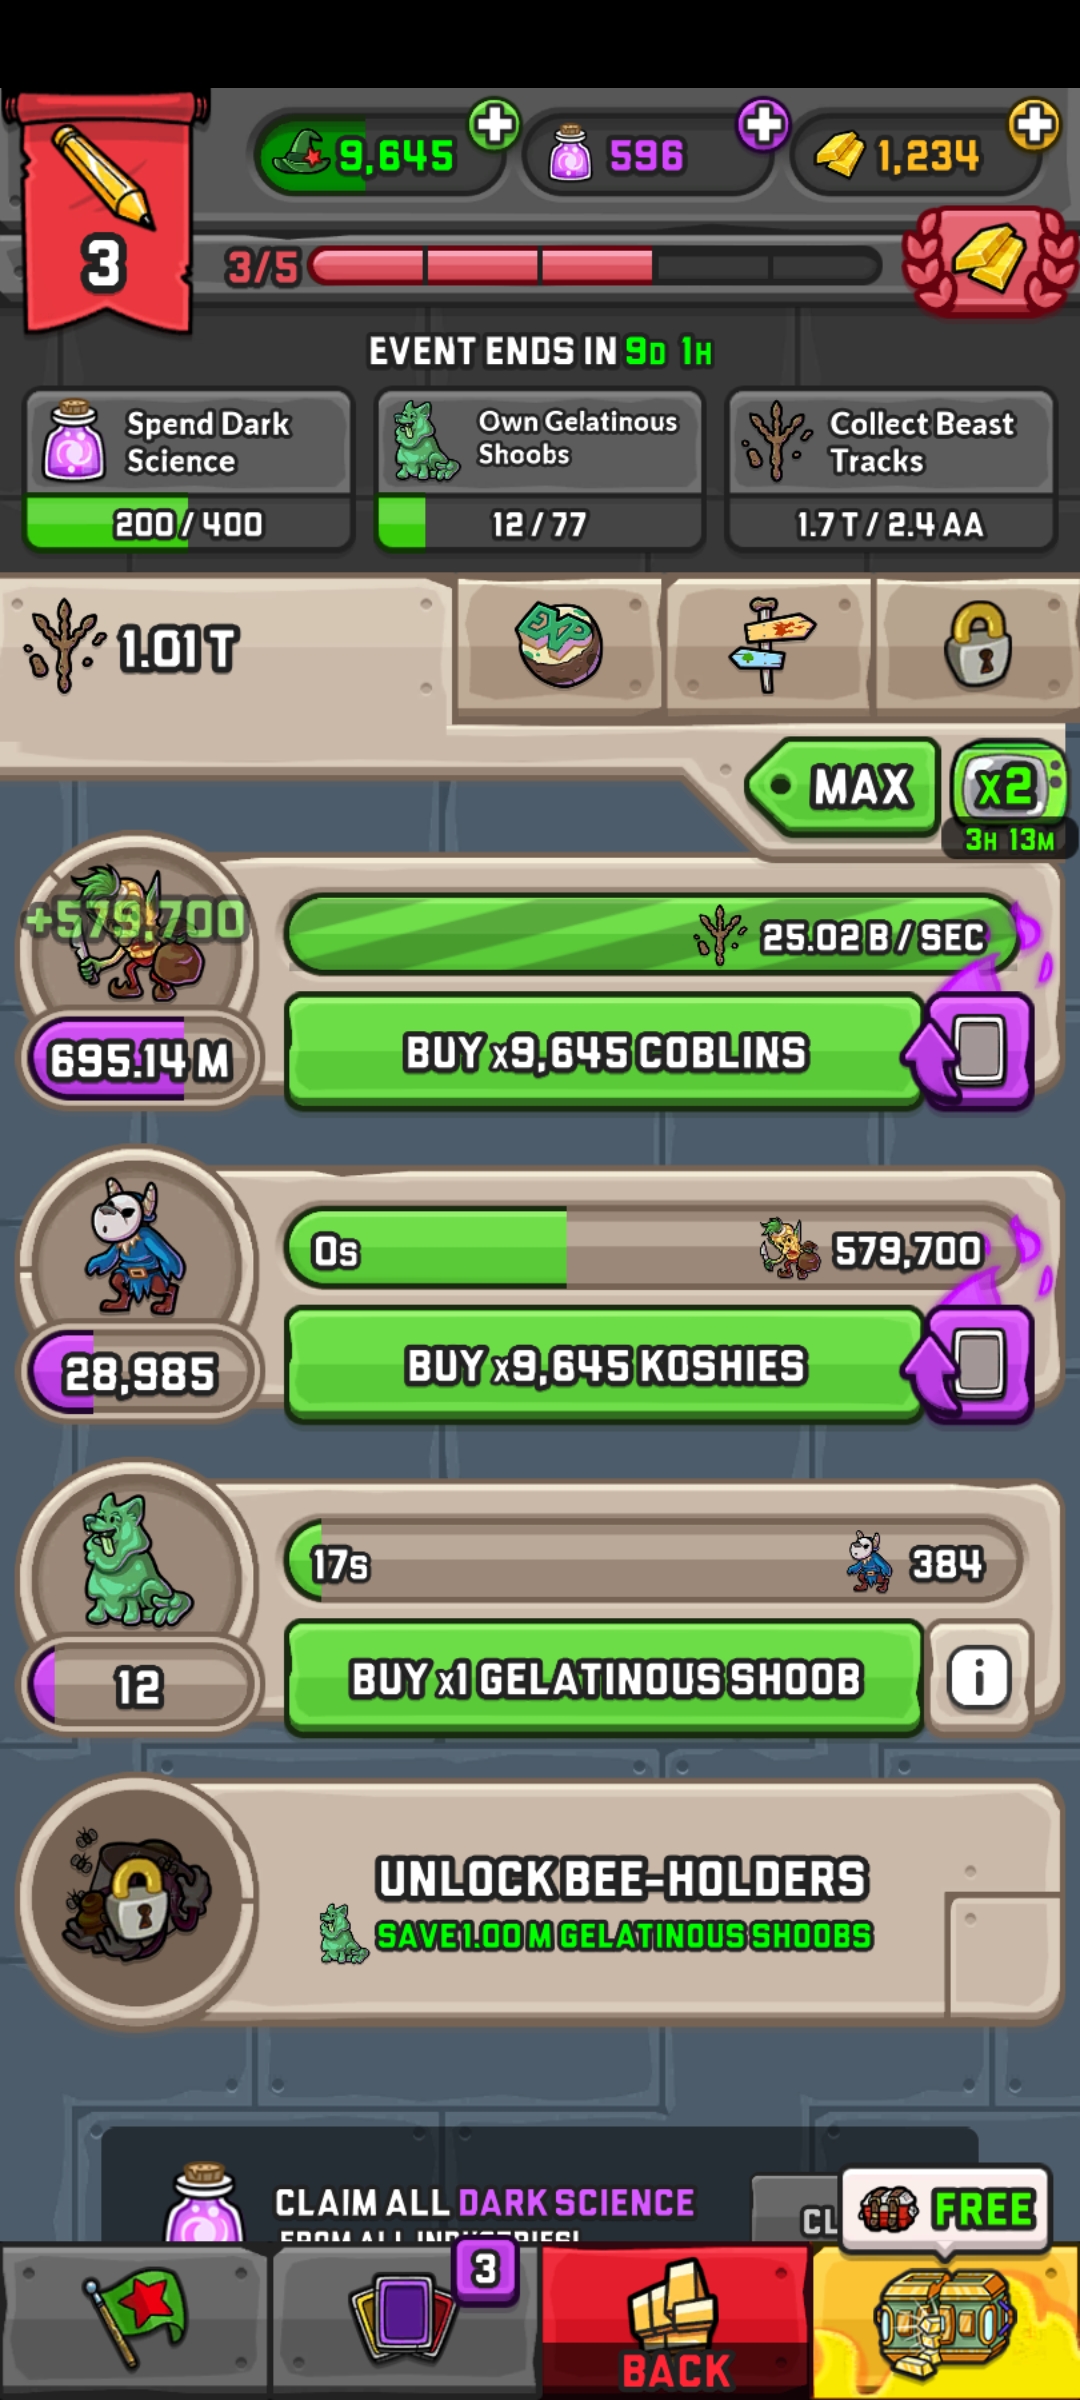 9,645
596
1,234
3
3/5
EVENT ENDS IN 9D 1H
Spend Dark
Science
200 / 400
Own Gelatinous
Shoobs
12 / 77
Collect Beast
Tracks
1.7 T / 2.4 AA
1.01 T
EXP
MAX
x2
3H 13M
+579,700
25.02 B / SEC
695.14 M
BUY x9,645 COBLINS
0s
579,700
28,985
BUY x9,645 KOSHIES
17s
384
12
BUY x1 GELATINOUS SHOOB
i
UNLOCK BEE-HOLDERS
SAVE 1.00 M GELATINOUS SHOOBS
CLAIM ALL DARK SCIENCE
FROM ALL INDUSTRIES!
CL
FREE
3
BACK